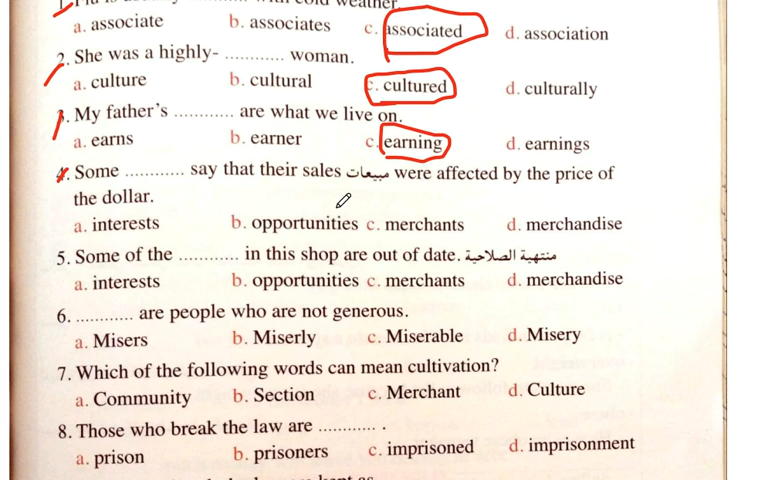 with cold weather
a. associate b. associates c. associated d. association
2. She was a highly- ............ woman.
a. culture b. cultural c. cultured d. culturally
3. My father's ............ are what we live on.
a. earns b. earner c. earning d. earnings
4. Some ............ say that their sales مبيعات were affected by the price of
the dollar.
a. interests b. opportunities c. merchants d. merchandise
5. Some of the ............ in this shop are out of date. منتهية الصلاحية
a. interests b. opportunities c. merchants d. merchandise
6. ............ are people who are not generous.
a. Misers b. Miserly c. Miserable d. Misery
7. Which of the following words can mean cultivation?
a. Community b. Section c. Merchant d. Culture
8. Those who break the law are ............ .
a. prison b. prisoners c. imprisoned d. imprisonment